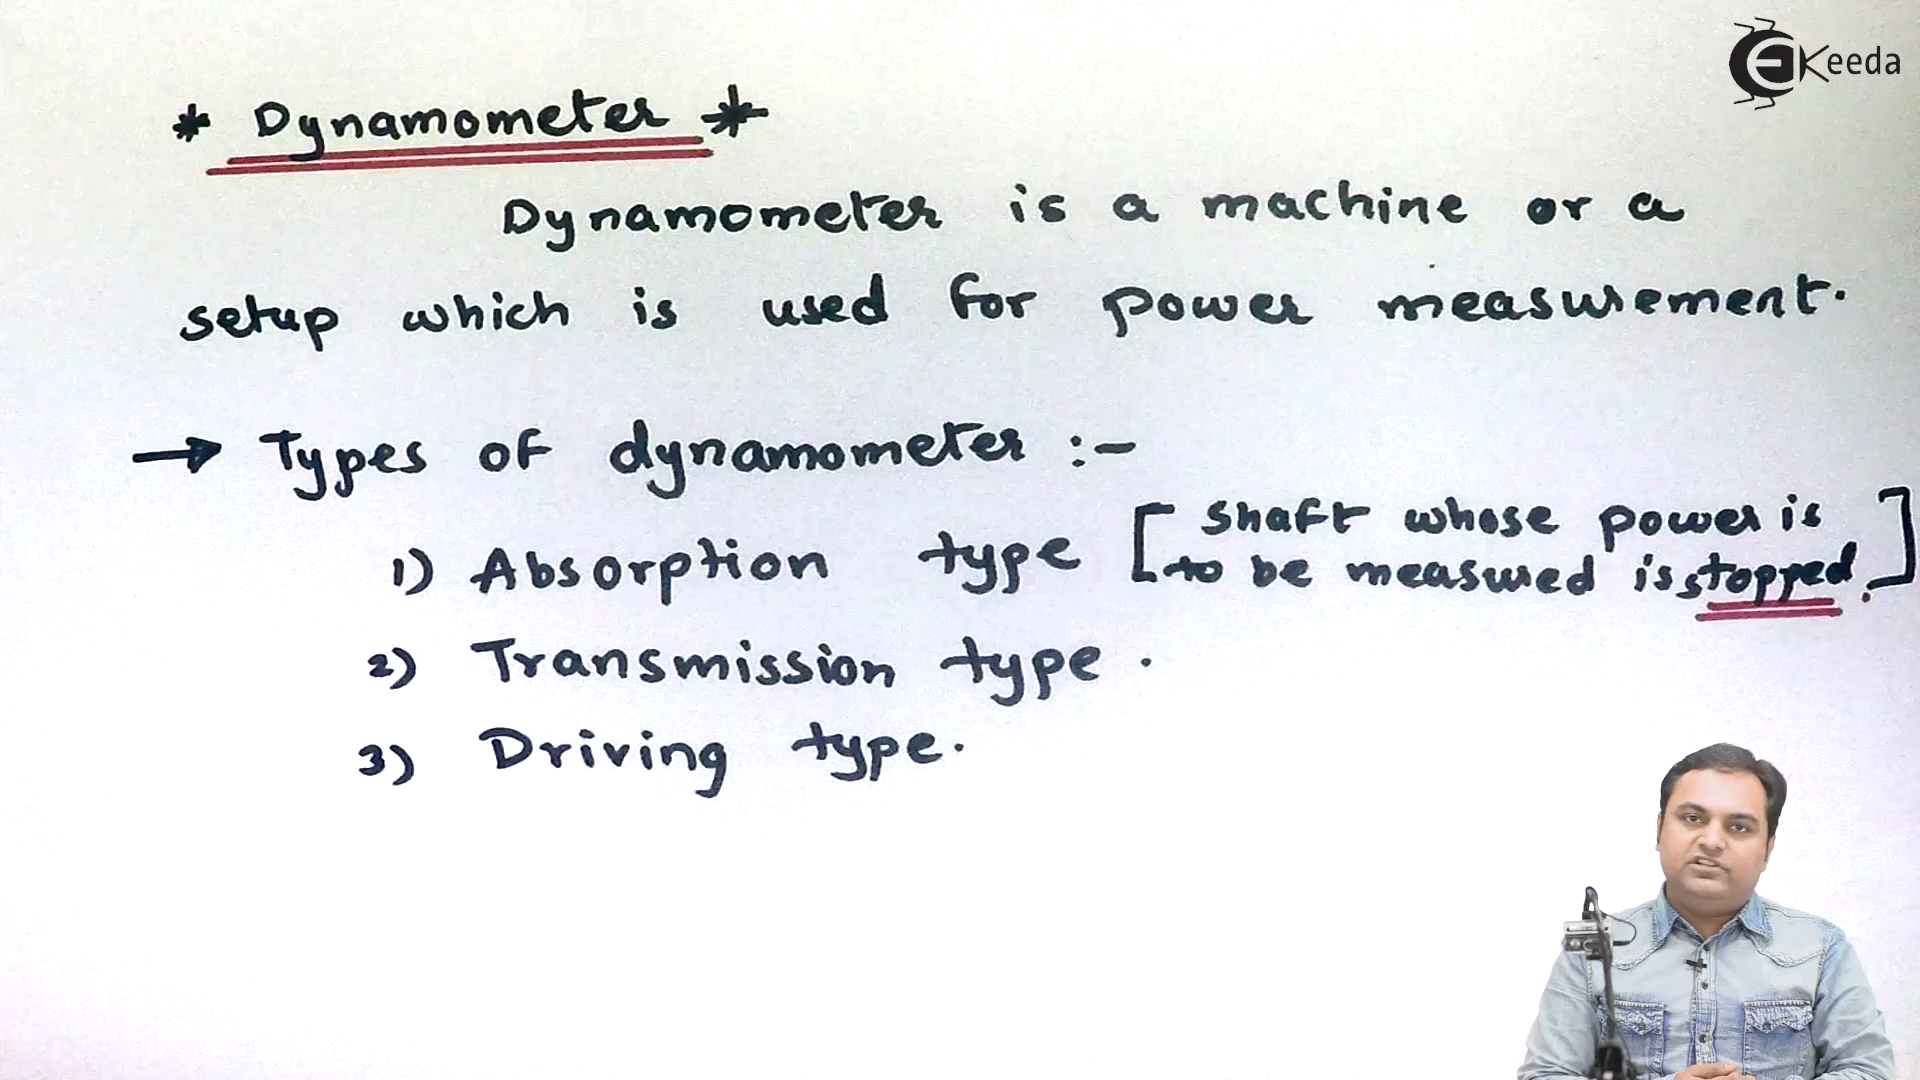 EKeeda
* Dynamometer *
Dynamometer is a machine or a
setup which is used for power measurement.
→ Types of dynamometer :-
1) Absorption type [ shaft whose power is
to be measured is stopped. ]
2) Transmission type.
3) Driving type.